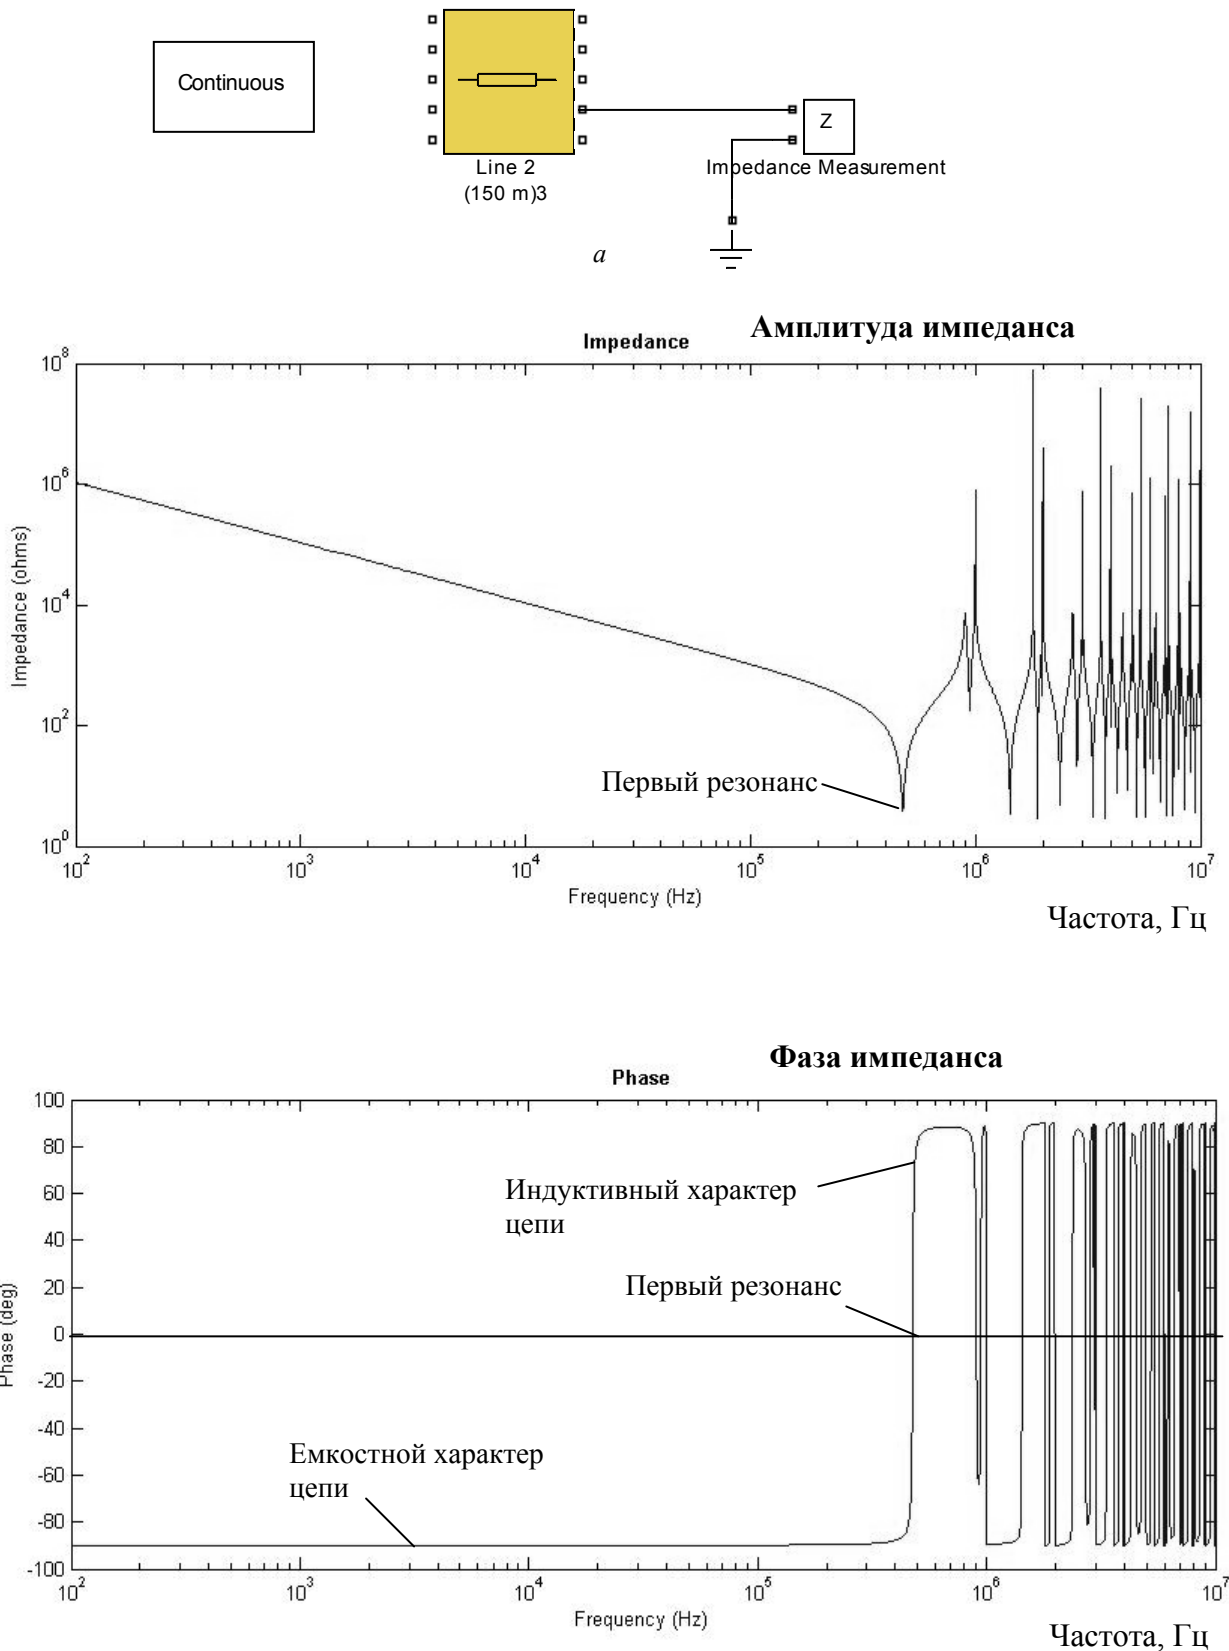 Continuous
Line 2
(150 m)3
Z
Impedance Measurement
а
Амплитуда импеданса
Impedance
Impedance (ohms)
10^8
10^6
10^4
10^2
10^0
Первый резонанс
10^2 10^3 10^4 10^5 10^6 10^7
Frequency (Hz)
Частота, Гц
Фаза импеданса
Phase
Phase (deg)
100
80
60
40
20
0
-20
-40
-60
-80
-100
Индуктивный характер
цепи
Первый резонанс
Емкостной характер
цепи
10^2 10^3 10^4 10^5 10^6 10^7
Frequency (Hz)
Частота, Гц